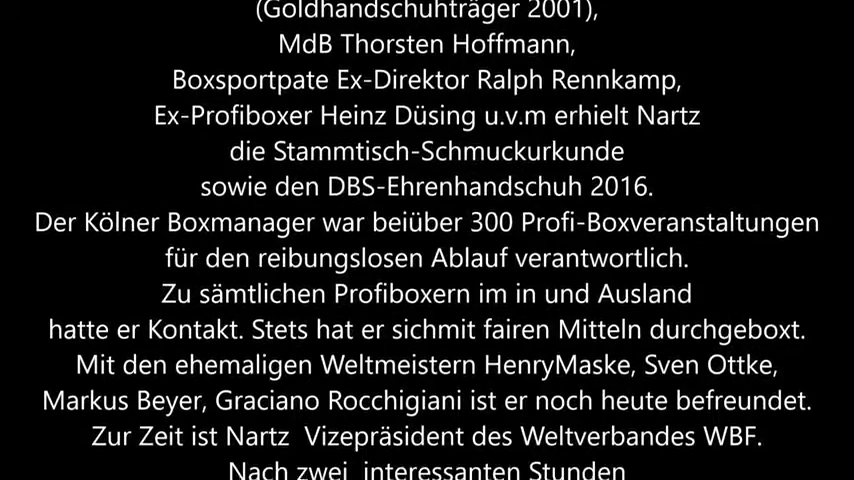 (Goldhandschuhträger 2001),
MdB Thorsten Hoffmann,
Boxsportpate Ex-Direktor Ralph Rennkamp,
Ex-Profiboxer Heinz Düsing u.v.m erhielt Nartz
die Stammtisch-Schmuckurkunde
sowie den DBS-Ehrenhandschuh 2016.
Der Kölner Boxmanager war beiüber 300 Profi-Boxveranstaltungen
für den reibungslosen Ablauf verantwortlich.
Zu sämtlichen Profiboxern im in und Ausland
hatte er Kontakt. Stets hat er sichmit fairen Mitteln durchgeboxt.
Mit den ehemaligen Weltmeistern HenryMaske, Sven Ottke,
Markus Beyer, Graciano Rocchigiani ist er noch heute befreundet.
Zur Zeit ist Nartz  Vizepräsident des Weltverbandes WBF.
Nach zwei  interessanten Stunden